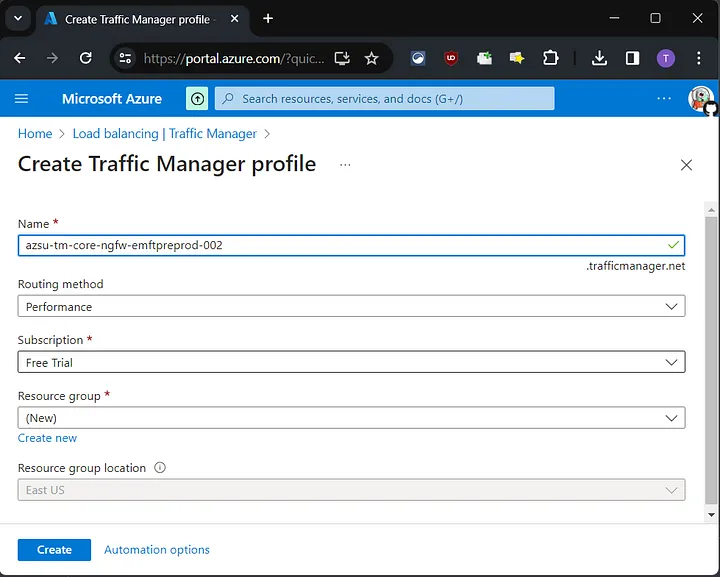 Create Traffic Manager profile -
https://portal.azure.com/?quic...
UD
T
Microsoft Azure
Search resources, services, and docs (G+/)
Home > Load balancing | Traffic Manager >
Create Traffic Manager profile ...
Name *
azsu-tm-core-ngfw-emftpreprod-002
.trafficmanager.net
Routing method
Performance
Subscription *
Free Trial
Resource group *
(New)
Create new
Resource group location
East US
Create Automation options